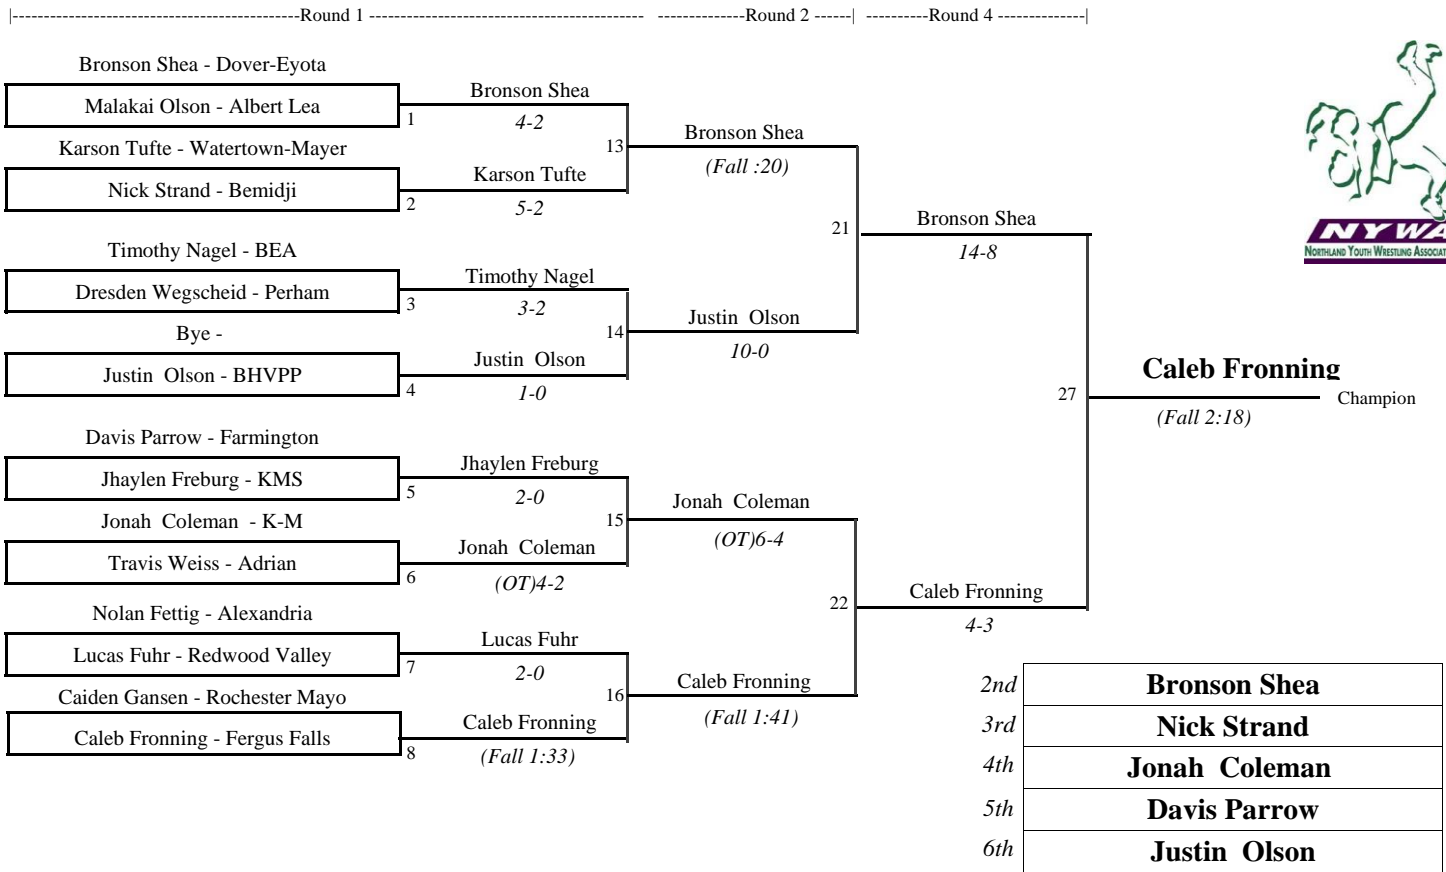 |----------------------------------------------Round 1 -------------------------------------------- --------------Round 2 ------| ----------Round 4 --------------|
Bronson Shea - Dover-Eyota
Malakai Olson - Albert Lea
1
Bronson Shea
4-2
Karson Tufte - Watertown-Mayer
Nick Strand - Bemidji
2
Karson Tufte
5-2
13
Bronson Shea
(Fall :20)
Timothy Nagel - BEA
Dresden Wegscheid - Perham
3
Timothy Nagel
3-2
Bye -
Justin Olson - BHVPP
4
Justin Olson
1-0
14
Justin Olson
10-0
21
Bronson Shea
14-8
Davis Parrow - Farmington
Jhaylen Freburg - KMS
5
Jhaylen Freburg
2-0
Jonah Coleman - K-M
Travis Weiss - Adrian
6
Jonah Coleman
(OT)4-2
15
Jonah Coleman
(OT)6-4
Nolan Fettig - Alexandria
Lucas Fuhr - Redwood Valley
7
Lucas Fuhr
2-0
Caiden Gansen - Rochester Mayo
Caleb Fronning - Fergus Falls
8
Caleb Fronning
(Fall 1:33)
16
Caleb Fronning
(Fall 1:41)
22
Caleb Fronning
4-3
27
Caleb Fronning
Champion
(Fall 2:18)
NYWA
NORTHLAND YOUTH WRESTLING ASSOCIAT
2nd Bronson Shea
3rd Nick Strand
4th Jonah Coleman
5th Davis Parrow
6th Justin Olson